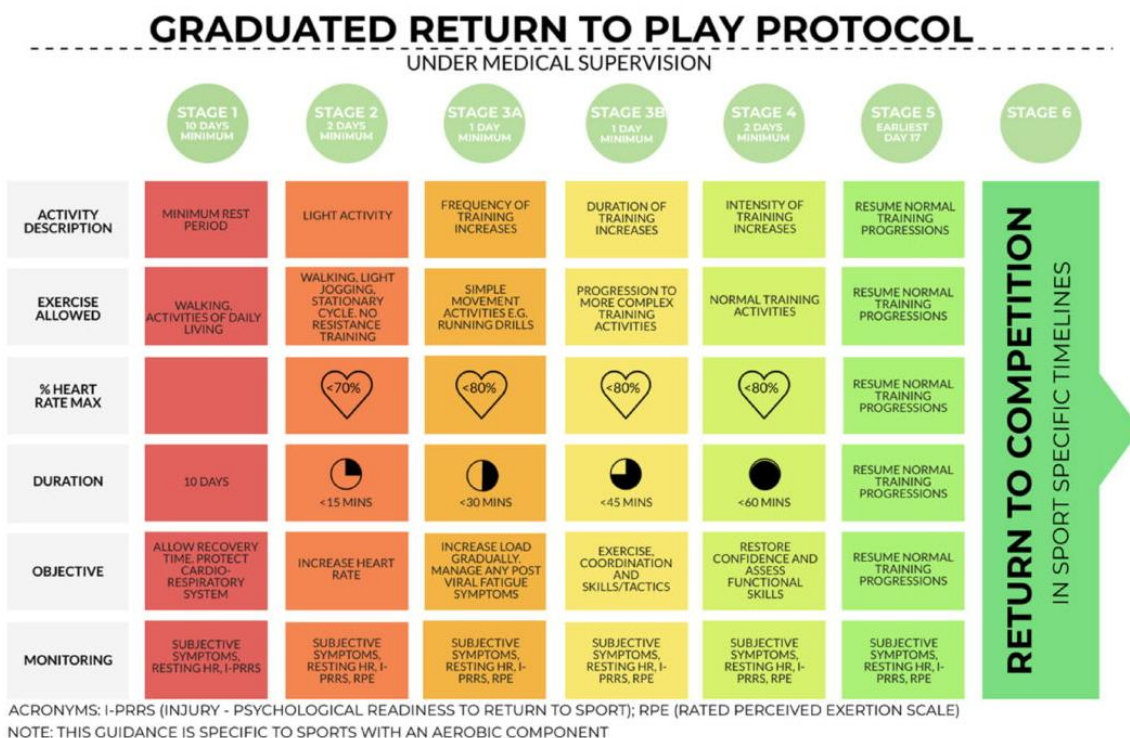 GRADUATED RETURN TO PLAY PROTOCOL
UNDER MEDICAL SUPERVISION
STAGE 1
10 DAYS
MINIMUM
STAGE 2
2 DAYS
MINIMUM
STAGE 3A
1 DAY
MINIMUM
STAGE 3B
1 DAY
MINIMUM
STAGE 4
2 DAYS
MINIMUM
STAGE 5
EARLIEST
DAY 17
STAGE 6
ACTIVITY
DESCRIPTION
MINIMUM REST
PERIOD
LIGHT ACTIVITY
FREQUENCY OF
TRAINING
INCREASES
DURATION OF
TRAINING
INCREASES
INTENSITY OF
TRAINING
INCREASES
RESUME NORMAL
TRAINING
PROGRESSIONS
EXERCISE
ALLOWED
WALKING,
ACTIVITIES OF DAILY
LIVING
WALKING, LIGHT
JOGGING,
STATIONARY
CYCLE. NO
RESISTANCE
TRAINING
SIMPLE
MOVEMENT
ACTIVITIES E.G.
RUNNING DRILLS
PROGRESSION TO
MORE COMPLEX
TRAINING
ACTIVITIES
NORMAL TRAINING
ACTIVITIES
RESUME NORMAL
TRAINING
PROGRESSIONS
% HEART
RATE MAX
<70%
<80%
<80%
<80%
RESUME NORMAL
TRAINING
PROGRESSIONS
DURATION
10 DAYS
<15 MINS
<30 MINS
<45 MINS
<60 MINS
RESUME NORMAL
TRAINING
PROGRESSIONS
OBJECTIVE
ALLOW RECOVERY
TIME, PROTECT
CARDIO-
RESPIRATORY
SYSTEM
INCREASE HEART
RATE
INCREASE LOAD
GRADUALLY,
MANAGE ANY POST
VIRAL FATIGUE
SYMPTOMS
EXERCISE,
COORDINATION
AND
SKILLS/TACTICS
RESTORE
CONFIDENCE AND
ASSESS
FUNCTIONAL
SKILLS
RESUME NORMAL
TRAINING
PROGRESSIONS
MONITORING
SUBJECTIVE
SYMPTOMS,
RESTING HR, I-PRRS
SUBJECTIVE
SYMPTOMS,
RESTING HR, I-
PRRS, RPE
SUBJECTIVE
SYMPTOMS,
RESTING HR, I-
PRRS, RPE
SUBJECTIVE
SYMPTOMS,
RESTING HR, I-
PRRS, RPE
SUBJECTIVE
SYMPTOMS,
RESTING HR, I-
PRRS, RPE
SUBJECTIVE
SYMPTOMS,
RESTING HR, I-
PRRS, RPE
RETURN TO COMPETITION
IN SPORT SPECIFIC TIMELINES
ACRONYMS: I-PRRS (INJURY - PSYCHOLOGICAL READINESS TO RETURN TO SPORT); RPE (RATED PERCEIVED EXERTION SCALE)
NOTE: THIS GUIDANCE IS SPECIFIC TO SPORTS WITH AN AEROBIC COMPONENT